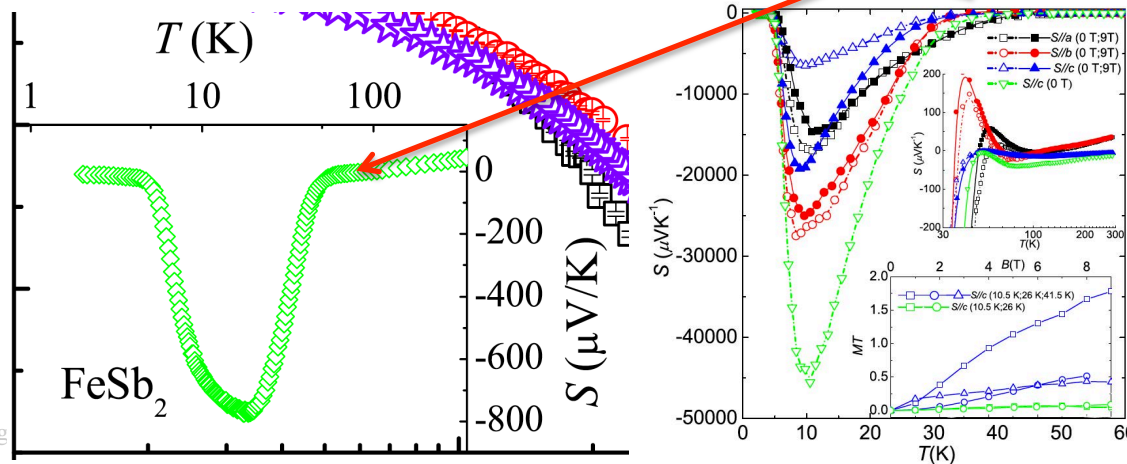 T (K)
1 10 100
0
-200
-400
-600
-800
S (μV/K)
FeSb2
0
-10000
-20000
-30000
-40000
-50000
S (μVK-1)
0 10 20 30 40 50 60
T(K)
S//a (0 T;9T)
S//b (0 T;9T)
S//c (0 T;9T)
S//c (0 T)
200
100
0
-100
-200
S (μVK-1)
30 100 300
T(K)
B(T)
0 2 4 6 8
2.0
1.5
1.0
0.5
0.0
MT
S//c (10.5 K;26 K;41.5 K)
S//c (10.5 K;26 K)